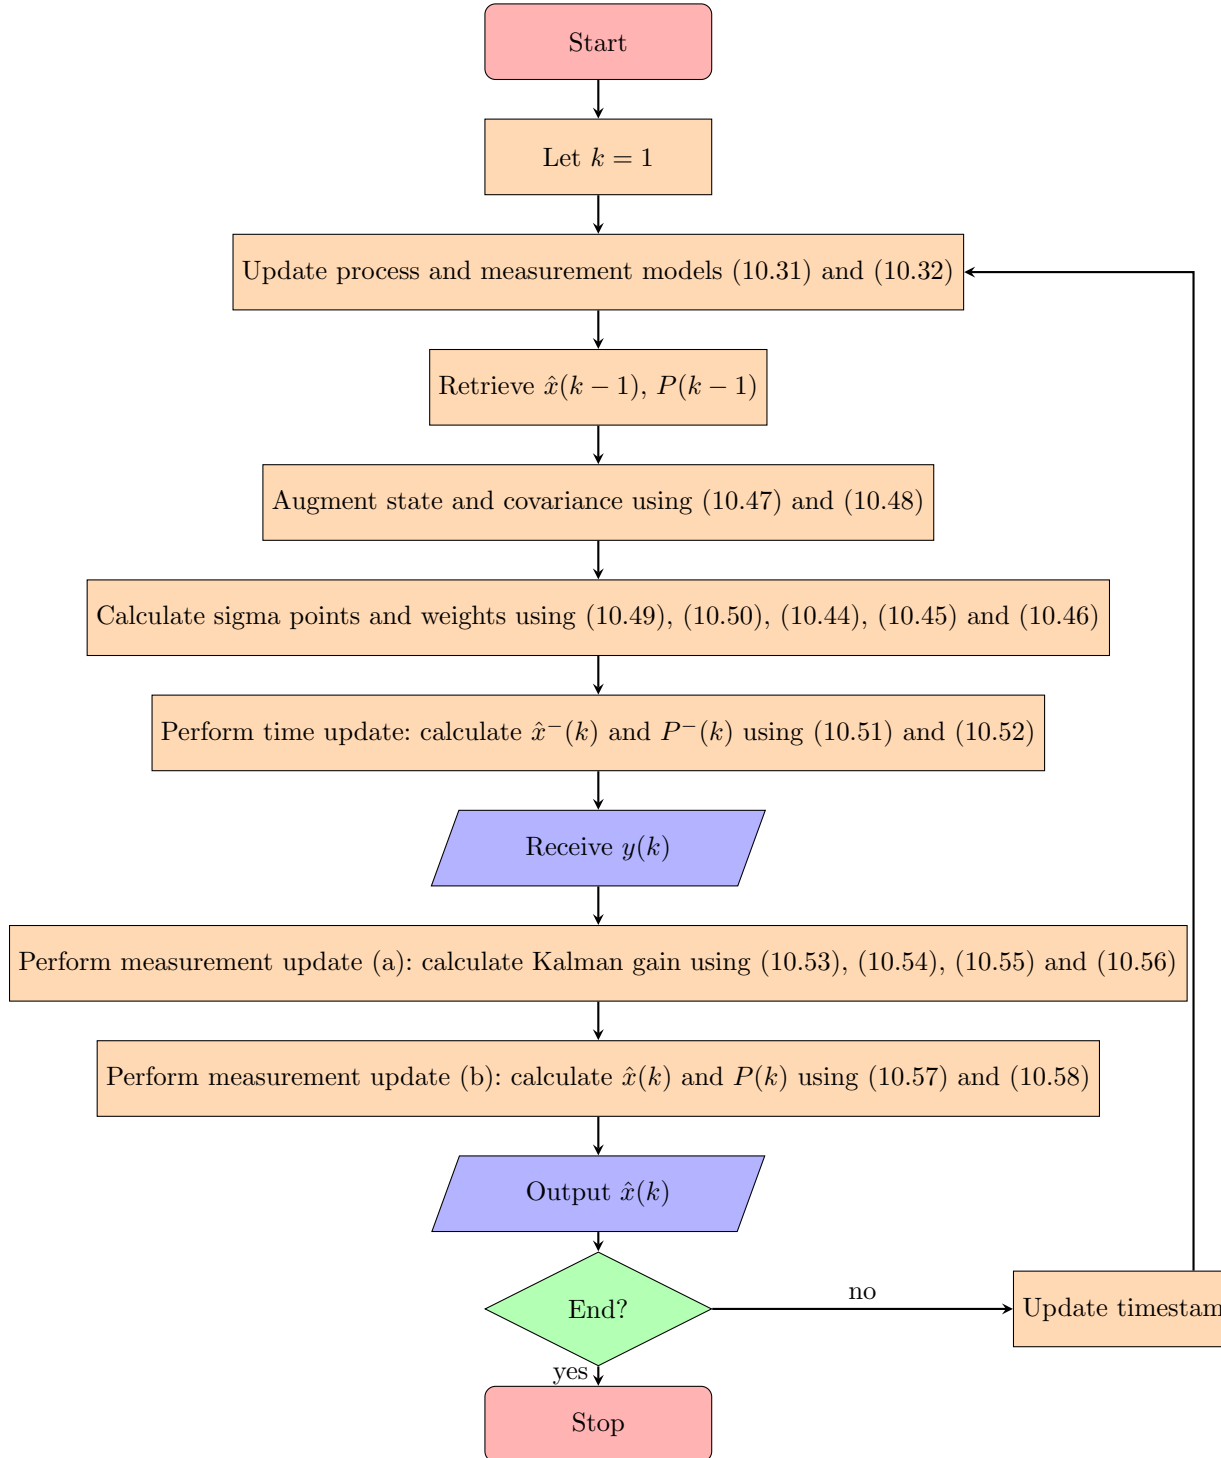 Start
Let k = 1
Update process and measurement models (10.31) and (10.32)
Retrieve x̂(k − 1), P(k − 1)
Augment state and covariance using (10.47) and (10.48)
Calculate sigma points and weights using (10.49), (10.50), (10.44), (10.45) and (10.46)
Perform time update: calculate x̂⁻(k) and P⁻(k) using (10.51) and (10.52)
Receive y(k)
Perform measurement update (a): calculate Kalman gain using (10.53), (10.54), (10.55) and (10.56)
Perform measurement update (b): calculate x̂(k) and P(k) using (10.57) and (10.58)
Output x̂(k)
End?
no
Update
yes
Stop